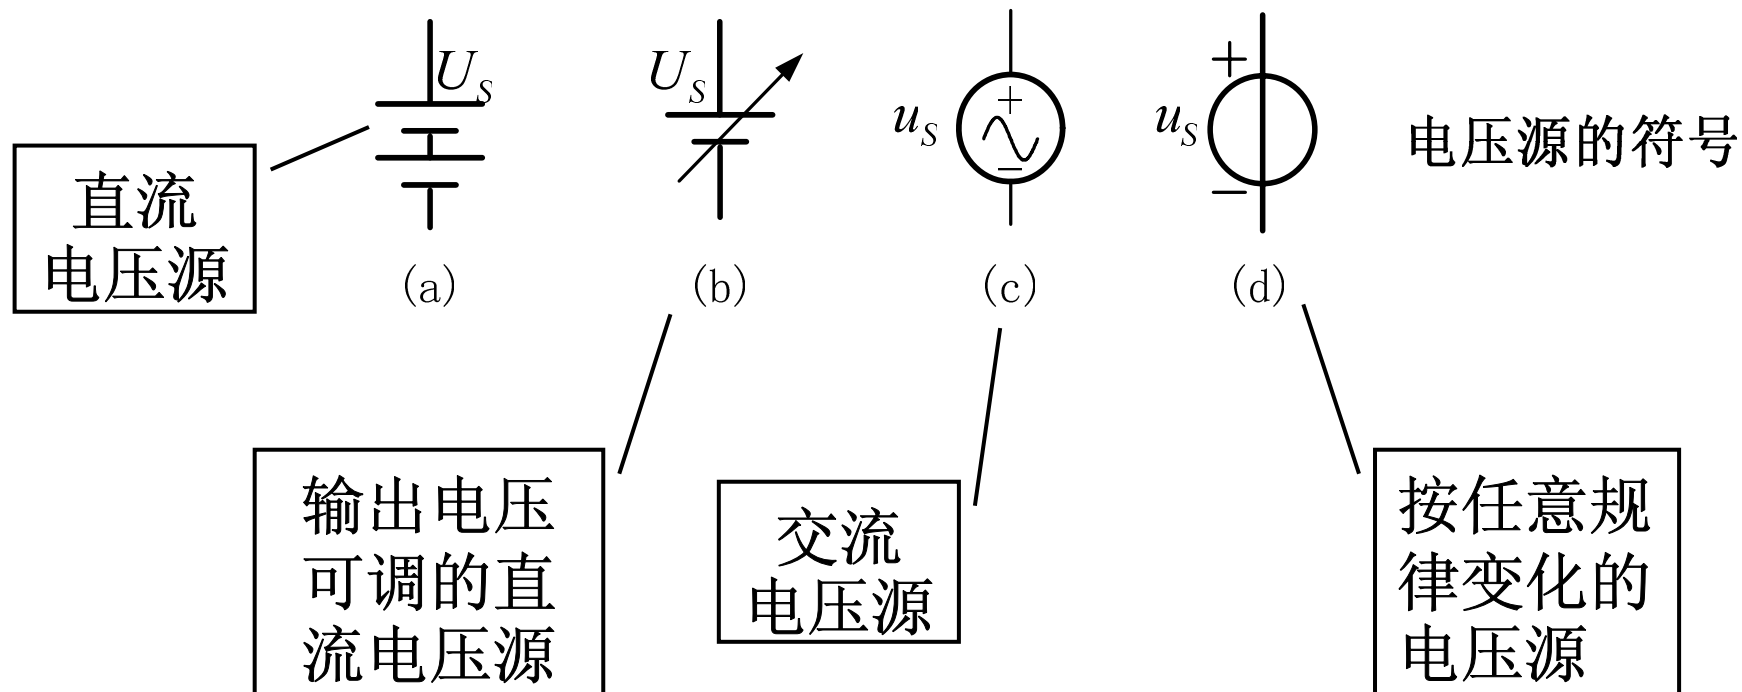 U_S
U_S
u_S
+
−
u_S
+
−
电压源的符号
直流
电压源
(a)
(b)
(c)
(d)
输出电压
可调的直
流电压源
交流
电压源
按任意规
律变化的
电压源